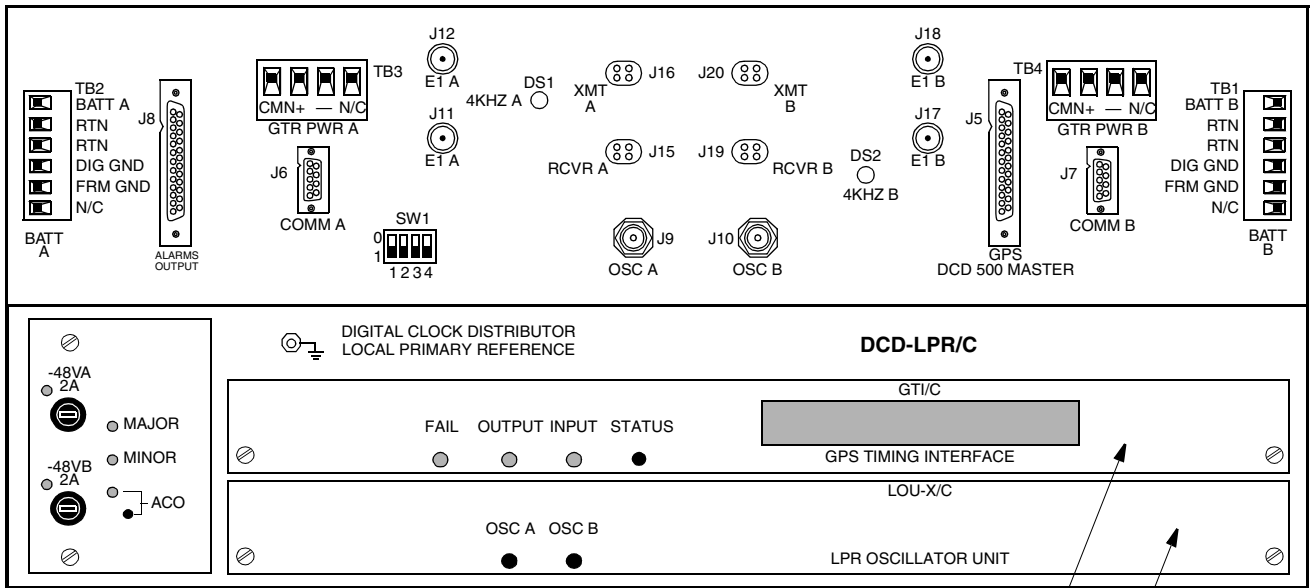 TB2
BATT A
RTN
RTN
DIG GND
FRM GND
N/C
BATT
A
J8
ALARMS
OUTPUT
TB3
CMN+ — N/C
GTR PWR A
J6
COMM A
J12
E1 A
J11
E1 A
SW1
0
1
1 2 3 4
DS1
4KHZ A
J16
XMT
A
J15
RCVR A
J9
OSC A
J20
XMT
B
J19
RCVR B
J10
OSC B
DS2
4KHZ B
J18
E1 B
J17
E1 B
J5
GPS
DCD 500 MASTER
TB4
CMN+ — N/C
GTR PWR B
J7
COMM B
TB1
BATT B
RTN
RTN
DIG GND
FRM GND
N/C
BATT
B
-48VA
2A
MAJOR
MINOR
-48VB
2A
ACO
DIGITAL CLOCK DISTRIBUTOR
LOCAL PRIMARY REFERENCE
DCD-LPR/C
GTI/C
FAIL OUTPUT INPUT STATUS
GPS TIMING INTERFACE
LOU-X/C
OSC A OSC B
LPR OSCILLATOR UNIT